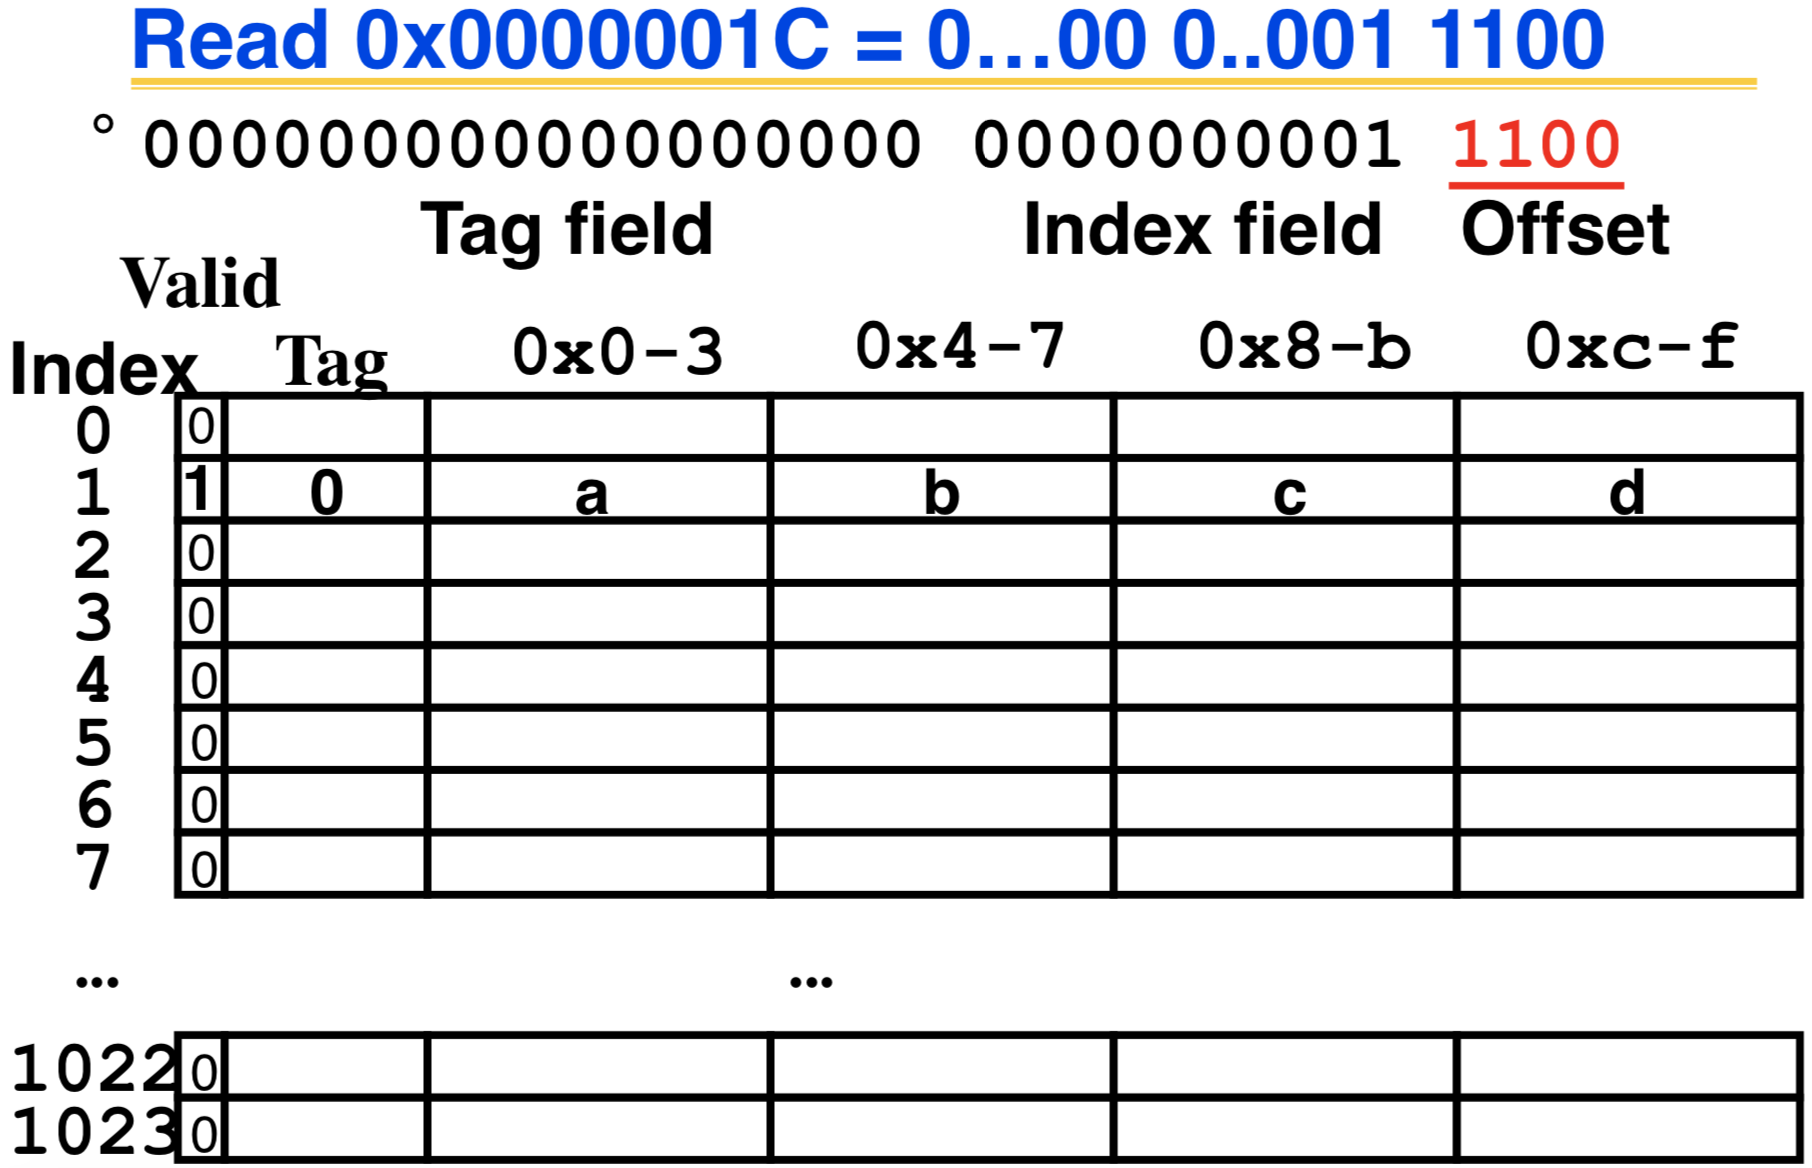 Read 0x0000001C = 0…00 0..001 1100
° 000000000000000000 0000000001 1100
Tag field Index field Offset
Valid
Index Tag 0x0-3 0x4-7 0x8-b 0xc-f
0 0
1 1 0 a b c d
2 0
3 0
4 0
5 0
6 0
7 0
... ...
1022 0
1023 0